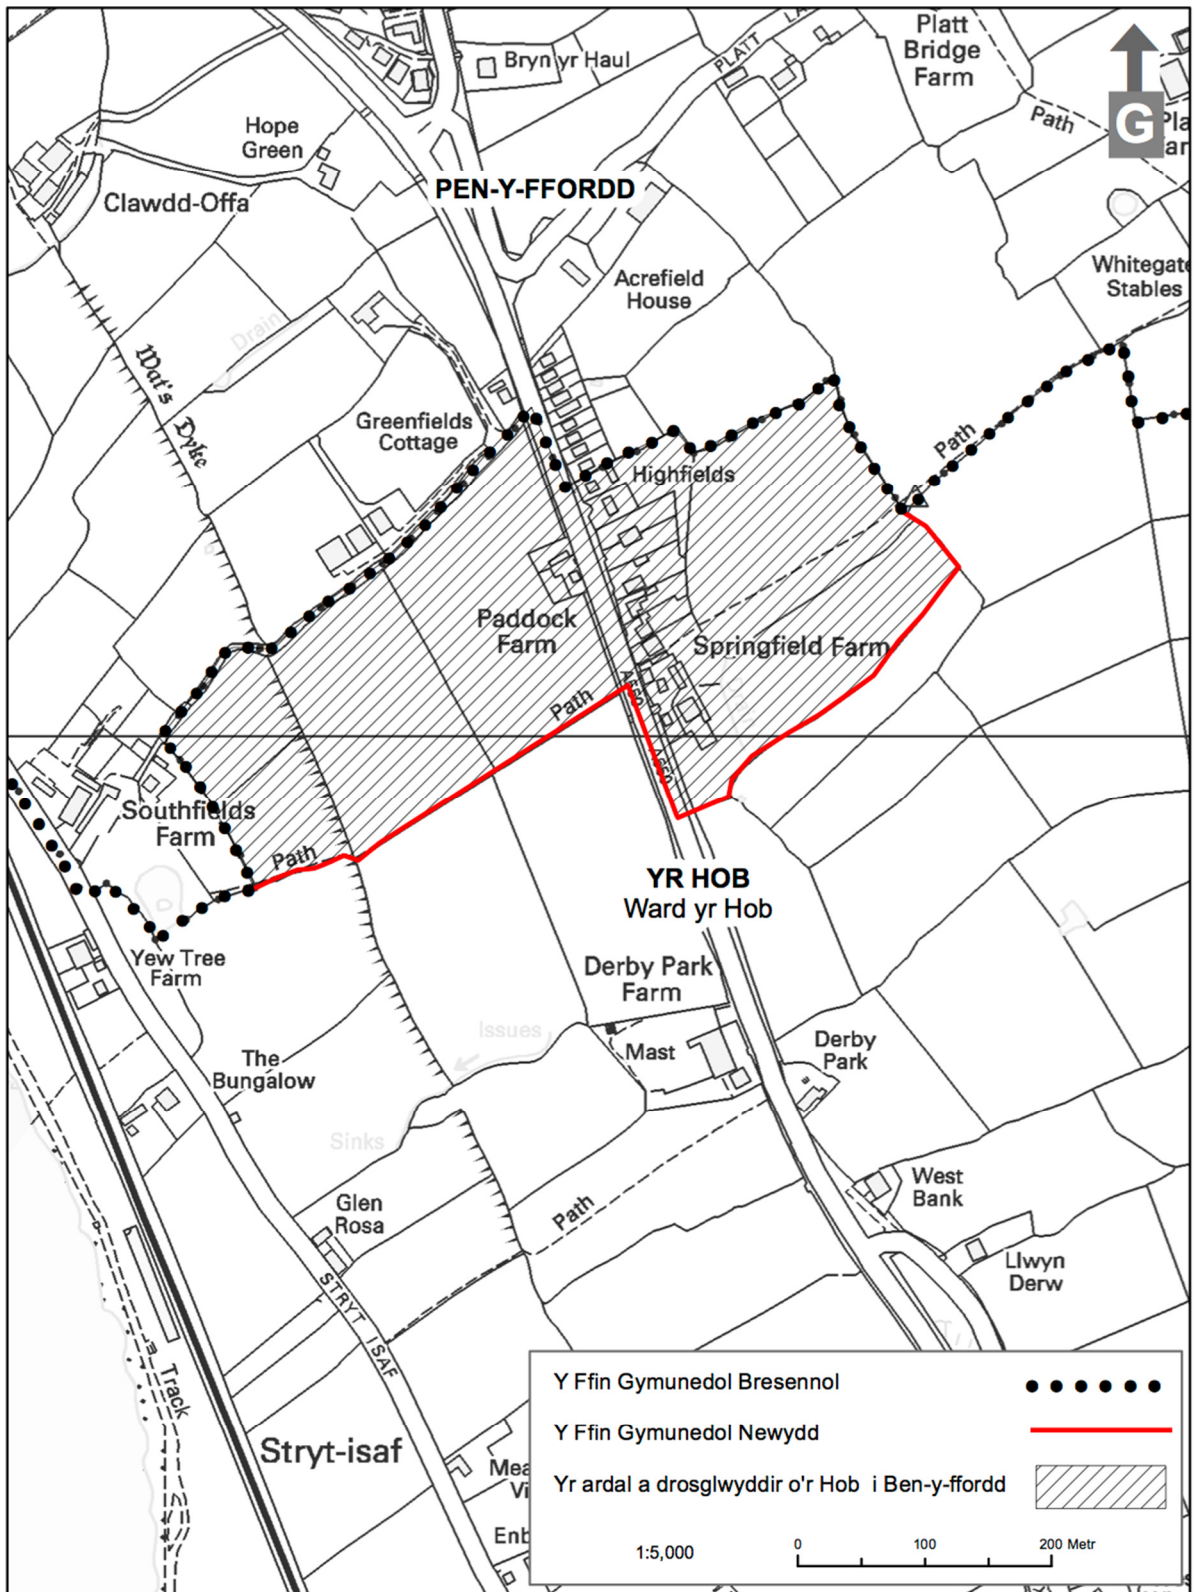 Bryn yr Haul
PLATT
Platt
Bridge
Farm
Path
G
Hope
Green
Clawdd-Offa
PEN-Y-FFORDD
Acrefield
House
Whitegate
Stables
Drain
Wat's Dyke
Greenfields
Cottage
Highfields
Path
Paddock
Farm
Springfield Farm
A550
Path
A550
Southfields
Farm
Path
YR HOB
Ward yr Hob
Yew Tree
Farm
Derby Park
Farm
Issues
Mast
Derby
Park
The
Bungalow
Sinks
West
Bank
Glen
Rosa
Path
Llwyn
Derw
STRYT ISAF
Track
Stryt-isaf
Y Ffin Gymunedol Bresennol
Y Ffin Gymunedol Newydd
Yr ardal a drosglwyddir o'r Hob i Ben-y-ffordd
1:5,000
0 100 200 Metr